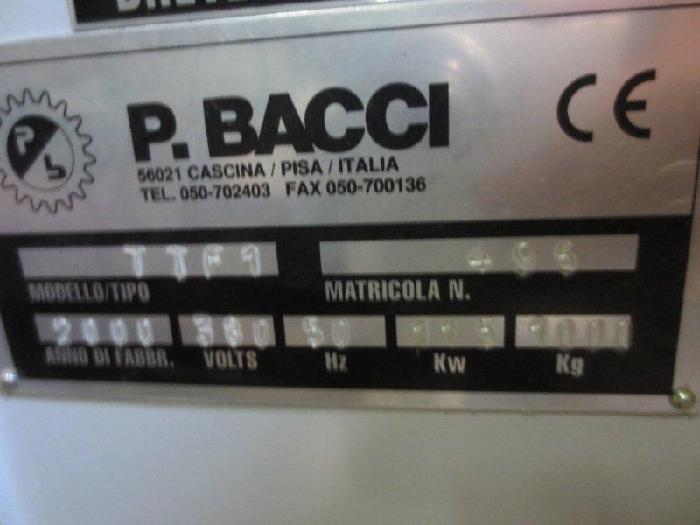 P. BACCI
CE
56021 CASCINA / PISA / ITALIA
TEL. 050-702403 FAX 050-700136
MODELLO/TIPO MATRICOLA N.
2000 380 50
ANNO DI FABBR. VOLTS Hz Kw Kg